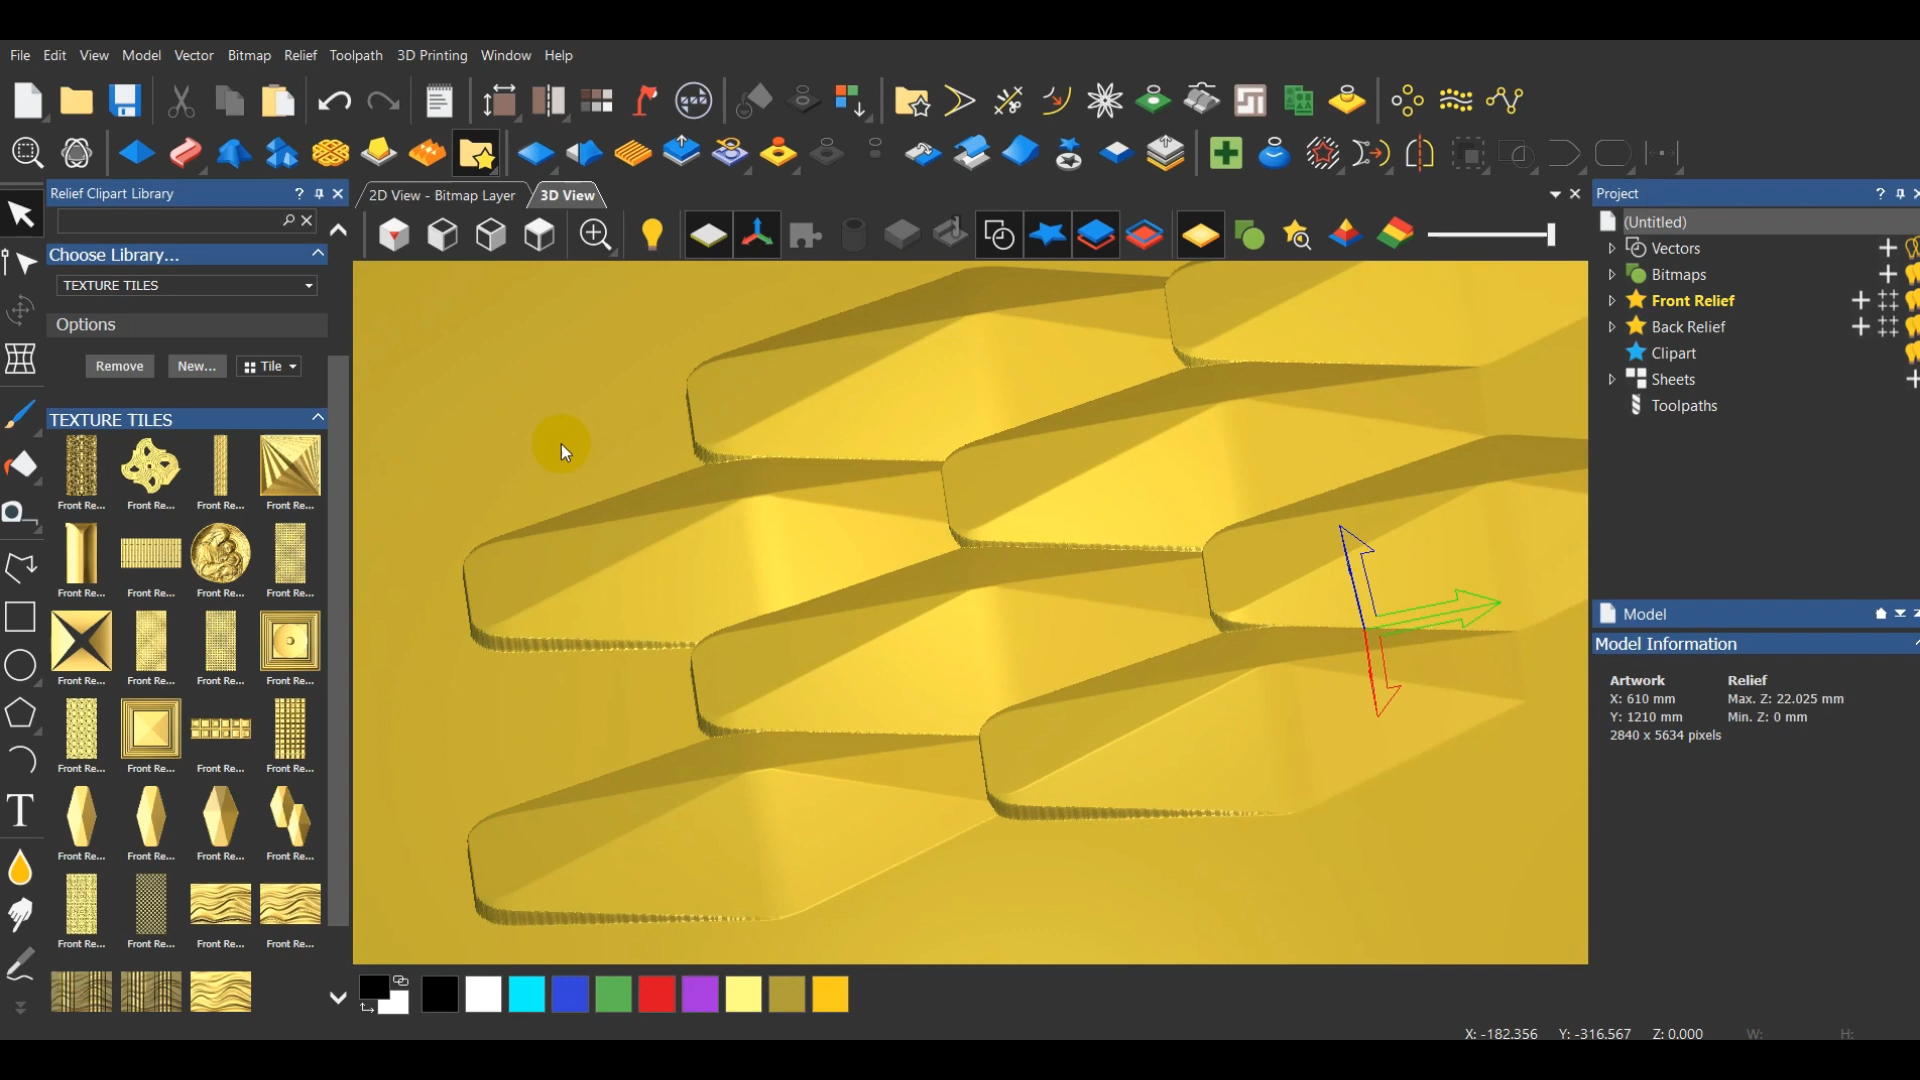 File Edit View Model Vector Bitmap Relief Toolpath 3D Printing Window Help
Relief Clipart Library
?
Choose Library...
TEXTURE TILES
Options
Remove New... Tile
TEXTURE TILES
Front Re... Front Re... Front Re... Front Re...
Front Re... Front Re... Front Re... Front Re...
Front Re... Front Re... Front Re... Front Re...
Front Re... Front Re... Front Re... Front Re...
Front Re... Front Re... Front Re... Front Re...
Front Re... Front Re... Front Re... Front Re...
T
2D View - Bitmap Layer 3D View
Project ?
(Untitled)
Vectors
Bitmaps
Front Relief
Back Relief
Clipart
Sheets
Toolpaths
Model
Model Information
Artwork Relief
X: 610 mm Max. Z: 22.025 mm
Y: 1210 mm Min. Z: 0 mm
2840 x 5634 pixels
X: -182.356 Y: -316.567 Z: 0.000 W: H: